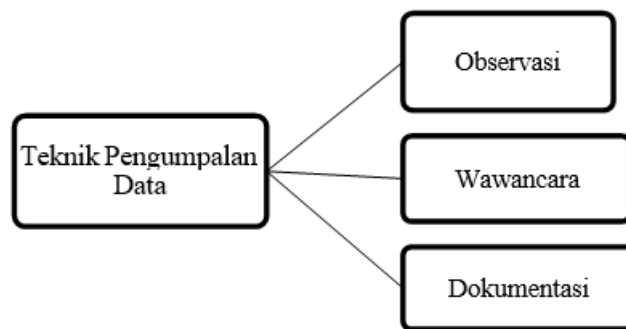 Observasi
Teknik Pengumpalan
Data
Wawancara
Dokumentasi